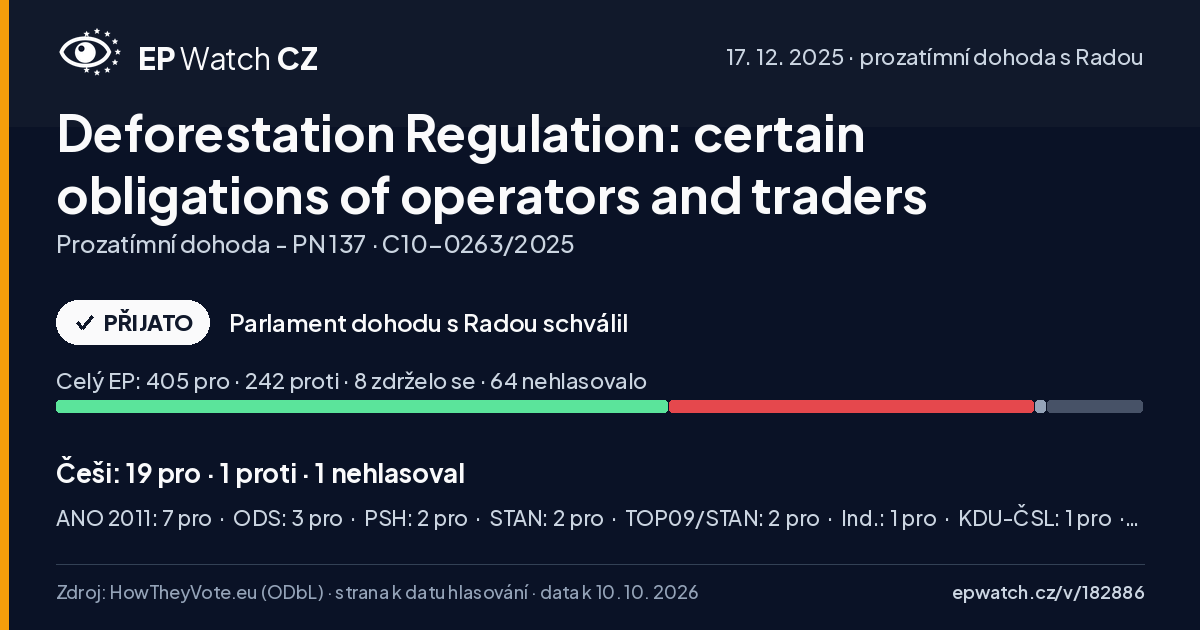 EP Watch CZ
17. 12. 2025 · prozatímní dohoda s Radou
Deforestation Regulation: certain
obligations of operators and traders
Prozatímní dohoda – PN 137 · C10–0263/2025
✓ PŘIJATO
Parlament dohodu s Radou schválil
Celý EP: 405 pro · 242 proti · 8 zdrželo se · 64 nehlasovalo
Češi: 19 pro · 1 proti · 1 nehlasoval
ANO 2011: 7 pro · ODS: 3 pro · PSH: 2 pro · STAN: 2 pro · TOP09/STAN: 2 pro · Ind.: 1 pro · KDU-ČSL: 1 pro ·…
Zdroj: HowTheyVote.eu (ODbL) · strana k datu hlasování · data k 10. 10. 2026
epwatch.cz/v/182886